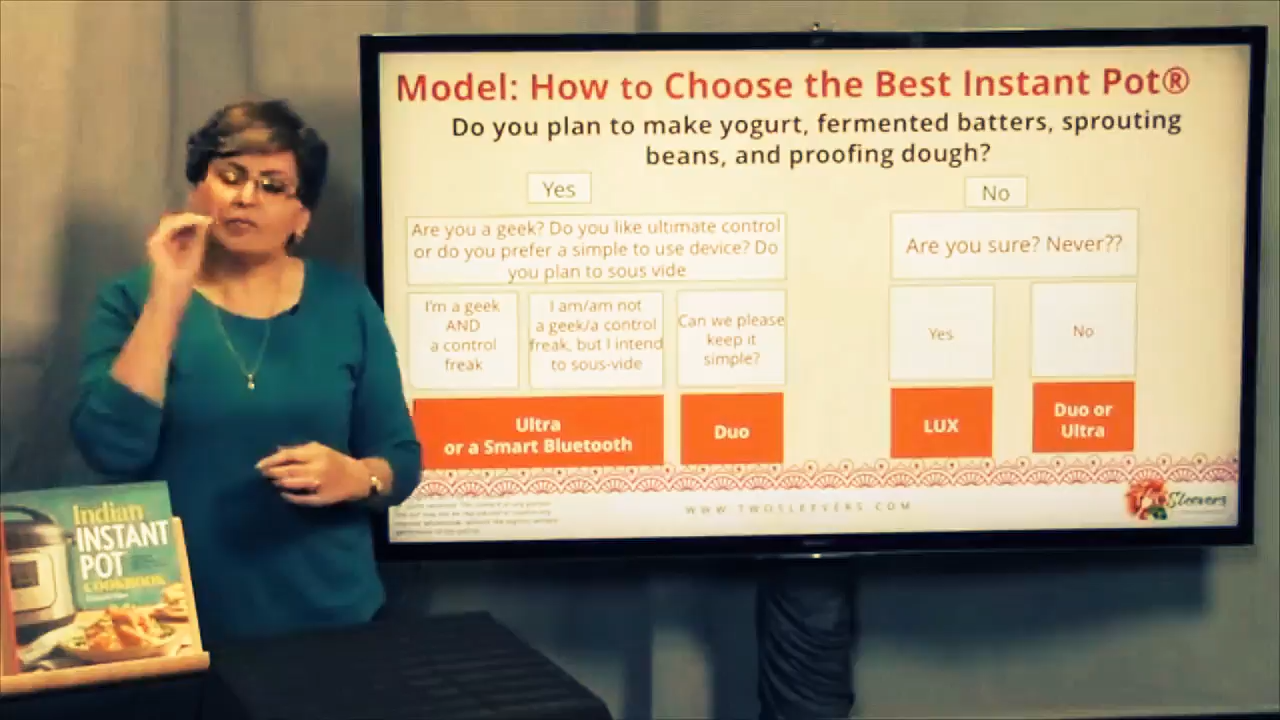 Model: How to Choose the Best Instant Pot®
Do you plan to make yogurt, fermented batters, sprouting
beans, and proofing dough?
Yes
No
Are you a geek? Do you like ultimate control
or do you prefer a simple to use device? Do
you plan to sous vide
Are you sure? Never??
I'm a geek
AND
a control
freak
I am/am not
a geek/a control
freak, but I intend
to sous-vide
Can we please
keep it
simple?
Yes
No
Ultra
or a Smart Bluetooth
Duo
LUX
Duo or
Ultra
WWW.TWOSLEEVERS.COM
Sleevers
Indian
INSTANT
POT
COOKBOOK